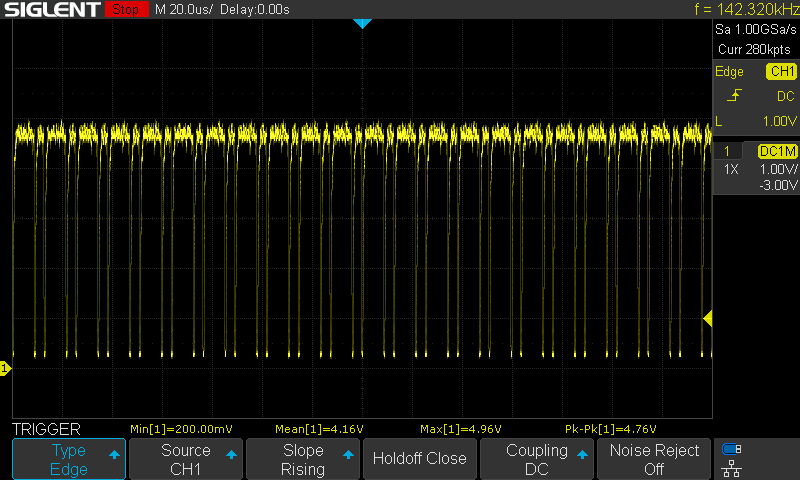 SIGLENT Stop M 20.0us/ Delay:0.00s f = 142.320kHz
Sa 1.00GSa/s
Curr 280kpts
Edge CH1
DC
L 1.00V
1 DC1M
1X 1.00V/
-3.00V
1
TRIGGER Min[1]=200.00mV Mean[1]=4.16V Max[1]=4.96V Pk-Pk[1]=4.76V
Type Source Slope Holdoff Close Coupling Noise Reject
Edge CH1 Rising DC Off